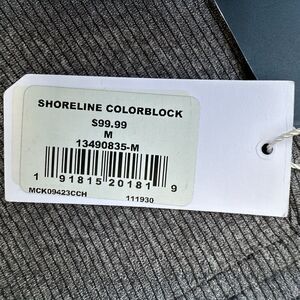 SHORELINE COLORBLOCK
$99.99
M
13490835-M
1 91815 20181 9
MCK09423CCH 111930